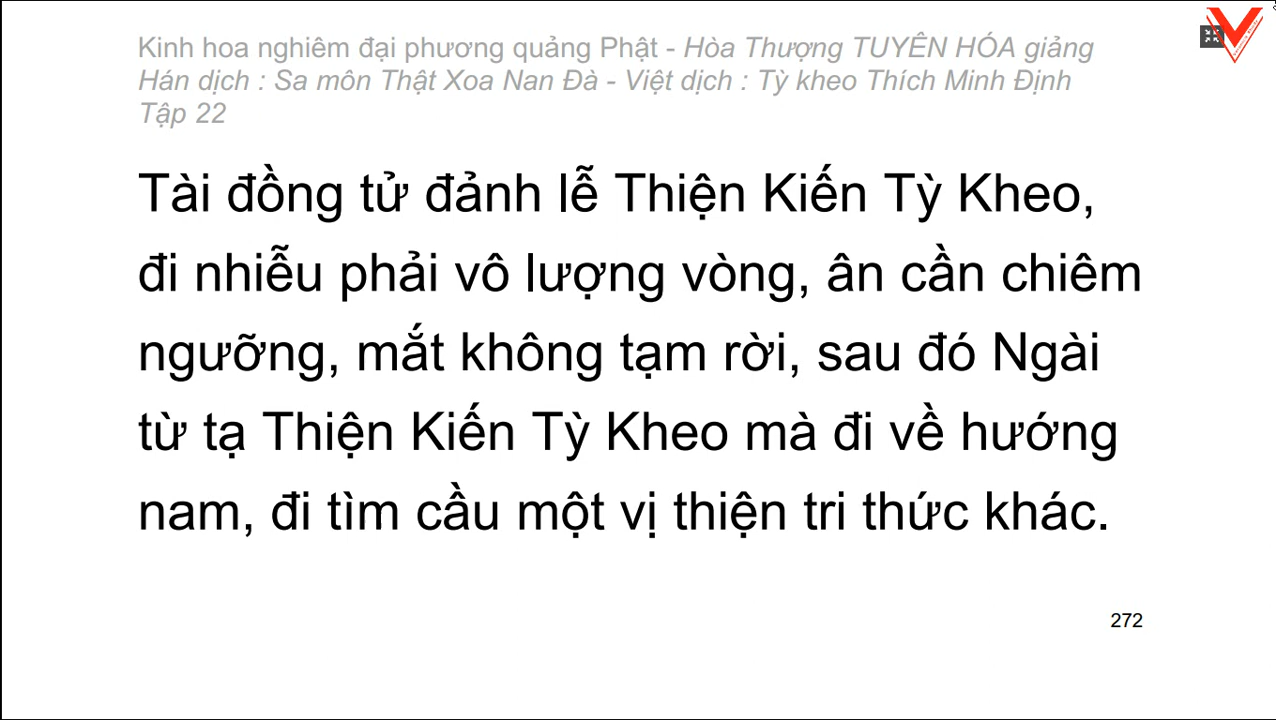 Kinh hoa nghiêm đại phương quảng Phật - Hòa Thượng TUYÊN HÓA giảng
Hán dịch : Sa môn Thật Xoa Nan Đà - Việt dịch : Tỳ kheo Thích Minh Định
Tập 22
Tài đồng tử đảnh lễ Thiện Kiến Tỳ Kheo,
đi nhiễu phải vô lượng vòng, ân cần chiêm
ngưỡng, mắt không tạm rời, sau đó Ngài
từ tạ Thiện Kiến Tỳ Kheo mà đi về hướng
nam, đi tìm cầu một vị thiện tri thức khác.
272